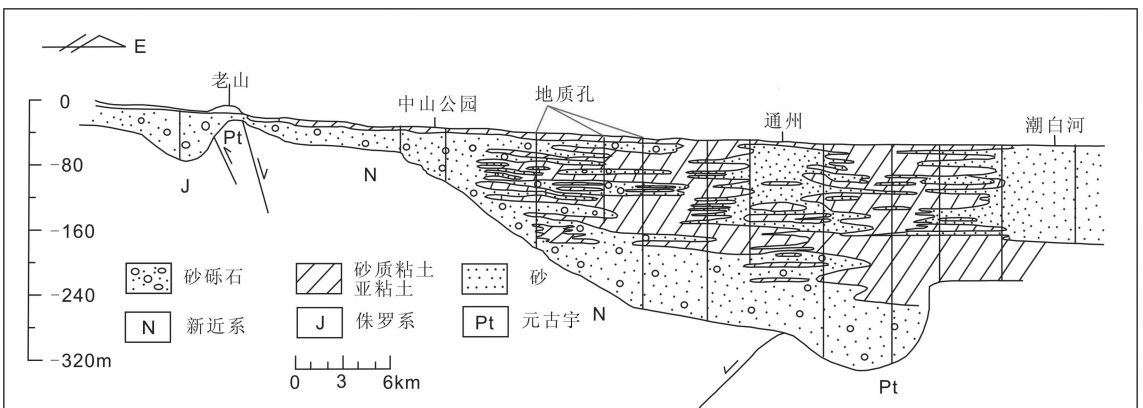 E
老山
中山公园
地质孔
通州
潮白河
0
-80
-160
-240
-320m
Pt
J
N
N
Pt
砂砾石
砂质粘土
亚粘土
砂
N 新近系
J 侏罗系
Pt 元古宇
0 3 6km